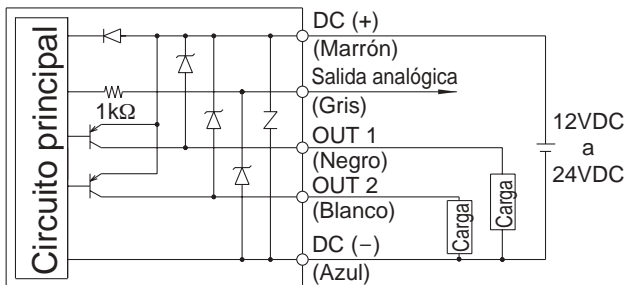 Circuito principal
DC (+)
(Marrón)
Salida analógica
(Gris)
1kΩ
OUT 1
(Negro)
OUT 2
(Blanco)
DC (−)
(Azul)
Carga
Carga
12VDC
a
24VDC